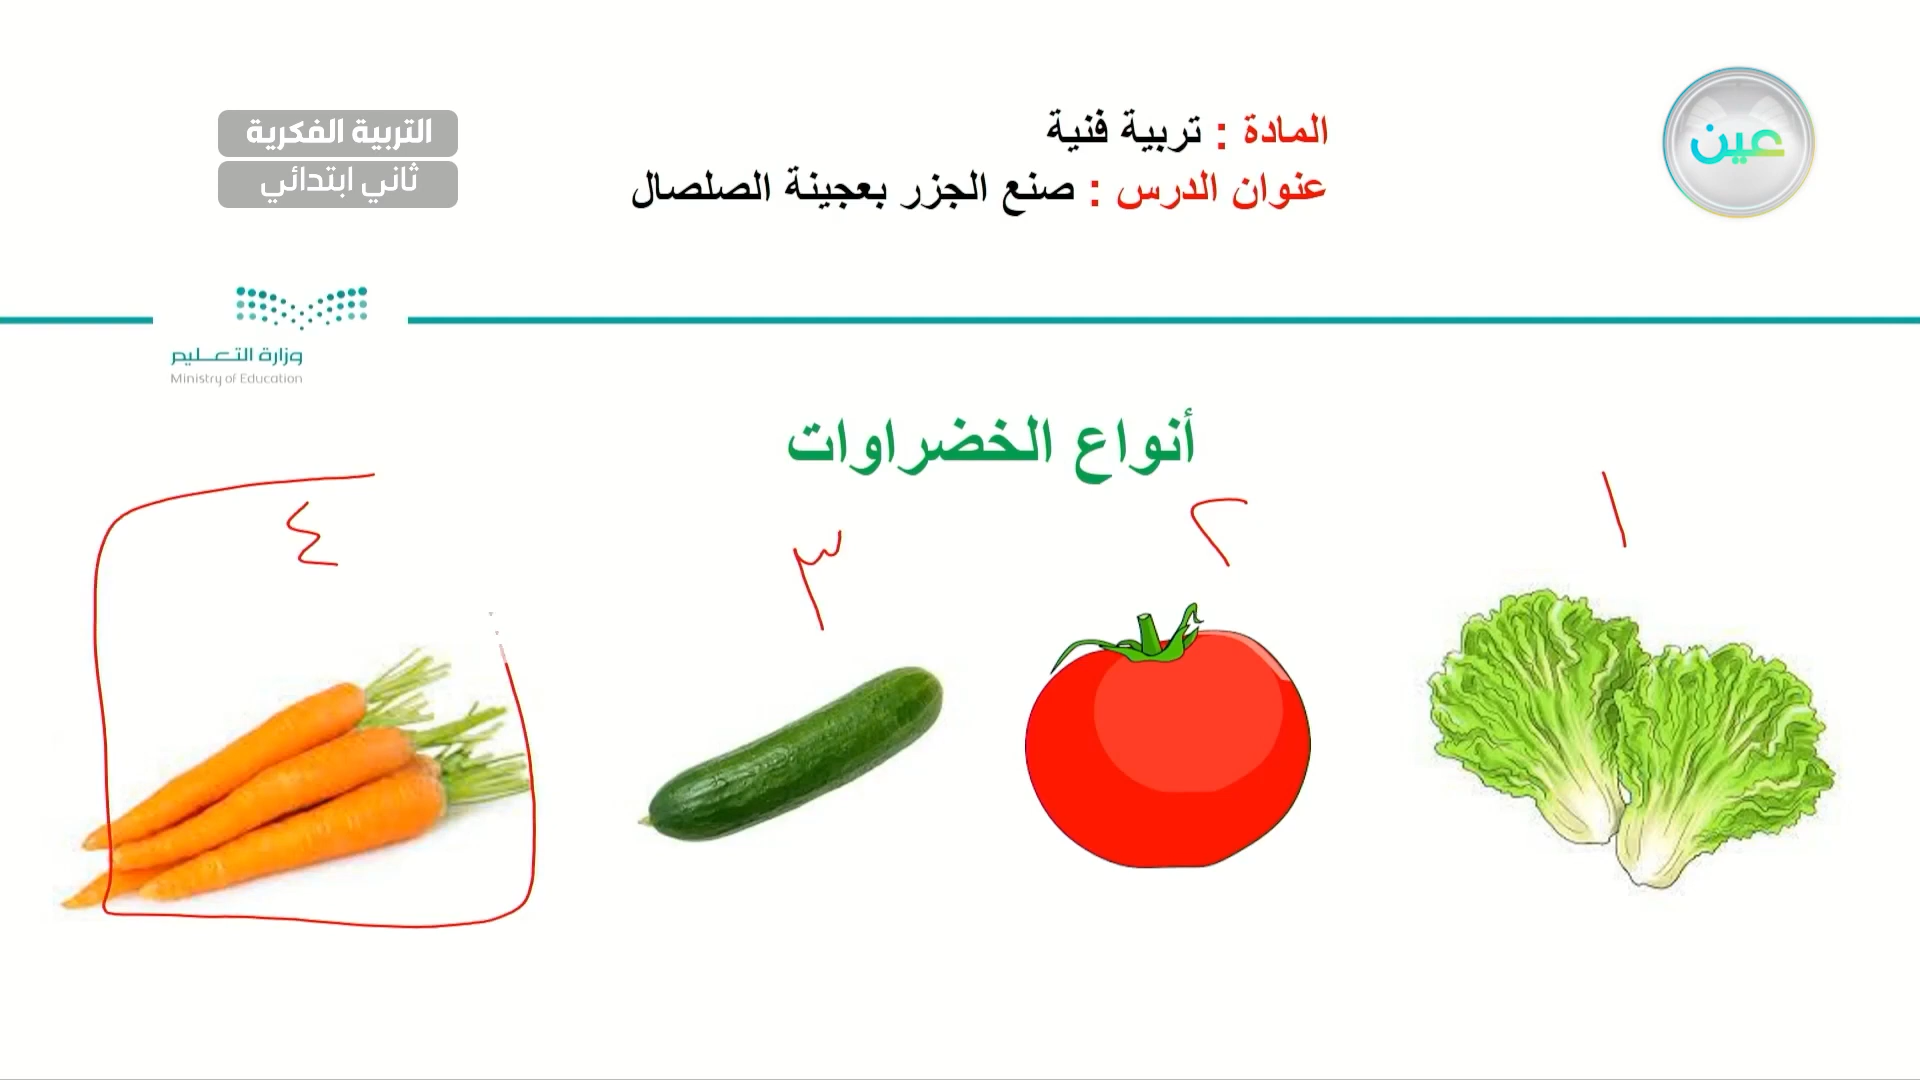 المادة : تربية فنية
عنوان الدرس : صنع الجزر بعجينة الصلصال
عين
التربية الفكرية
ثاني ابتدائي
وزارة التعليم
Ministry of Education
أنواع الخضراوات
١
٢
٣
٤